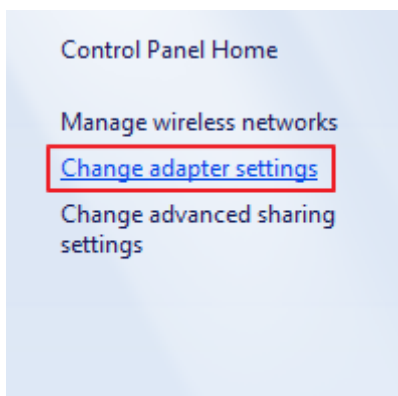 Control Panel Home
Manage wireless networks
Change adapter settings
Change advanced sharing
settings